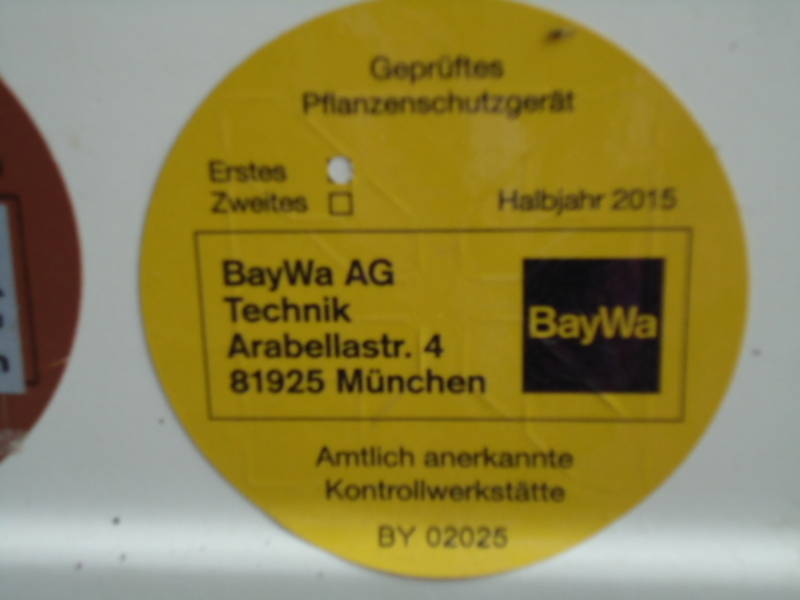 Geprüftes
Pflanzenschutzgerät
Erstes
Zweites
Halbjahr 2015
BayWa AG
Technik
Arabellastr. 4
81925 München
BayWa
Amtlich anerkannte
Kontrollwerkstätte
BY 02025